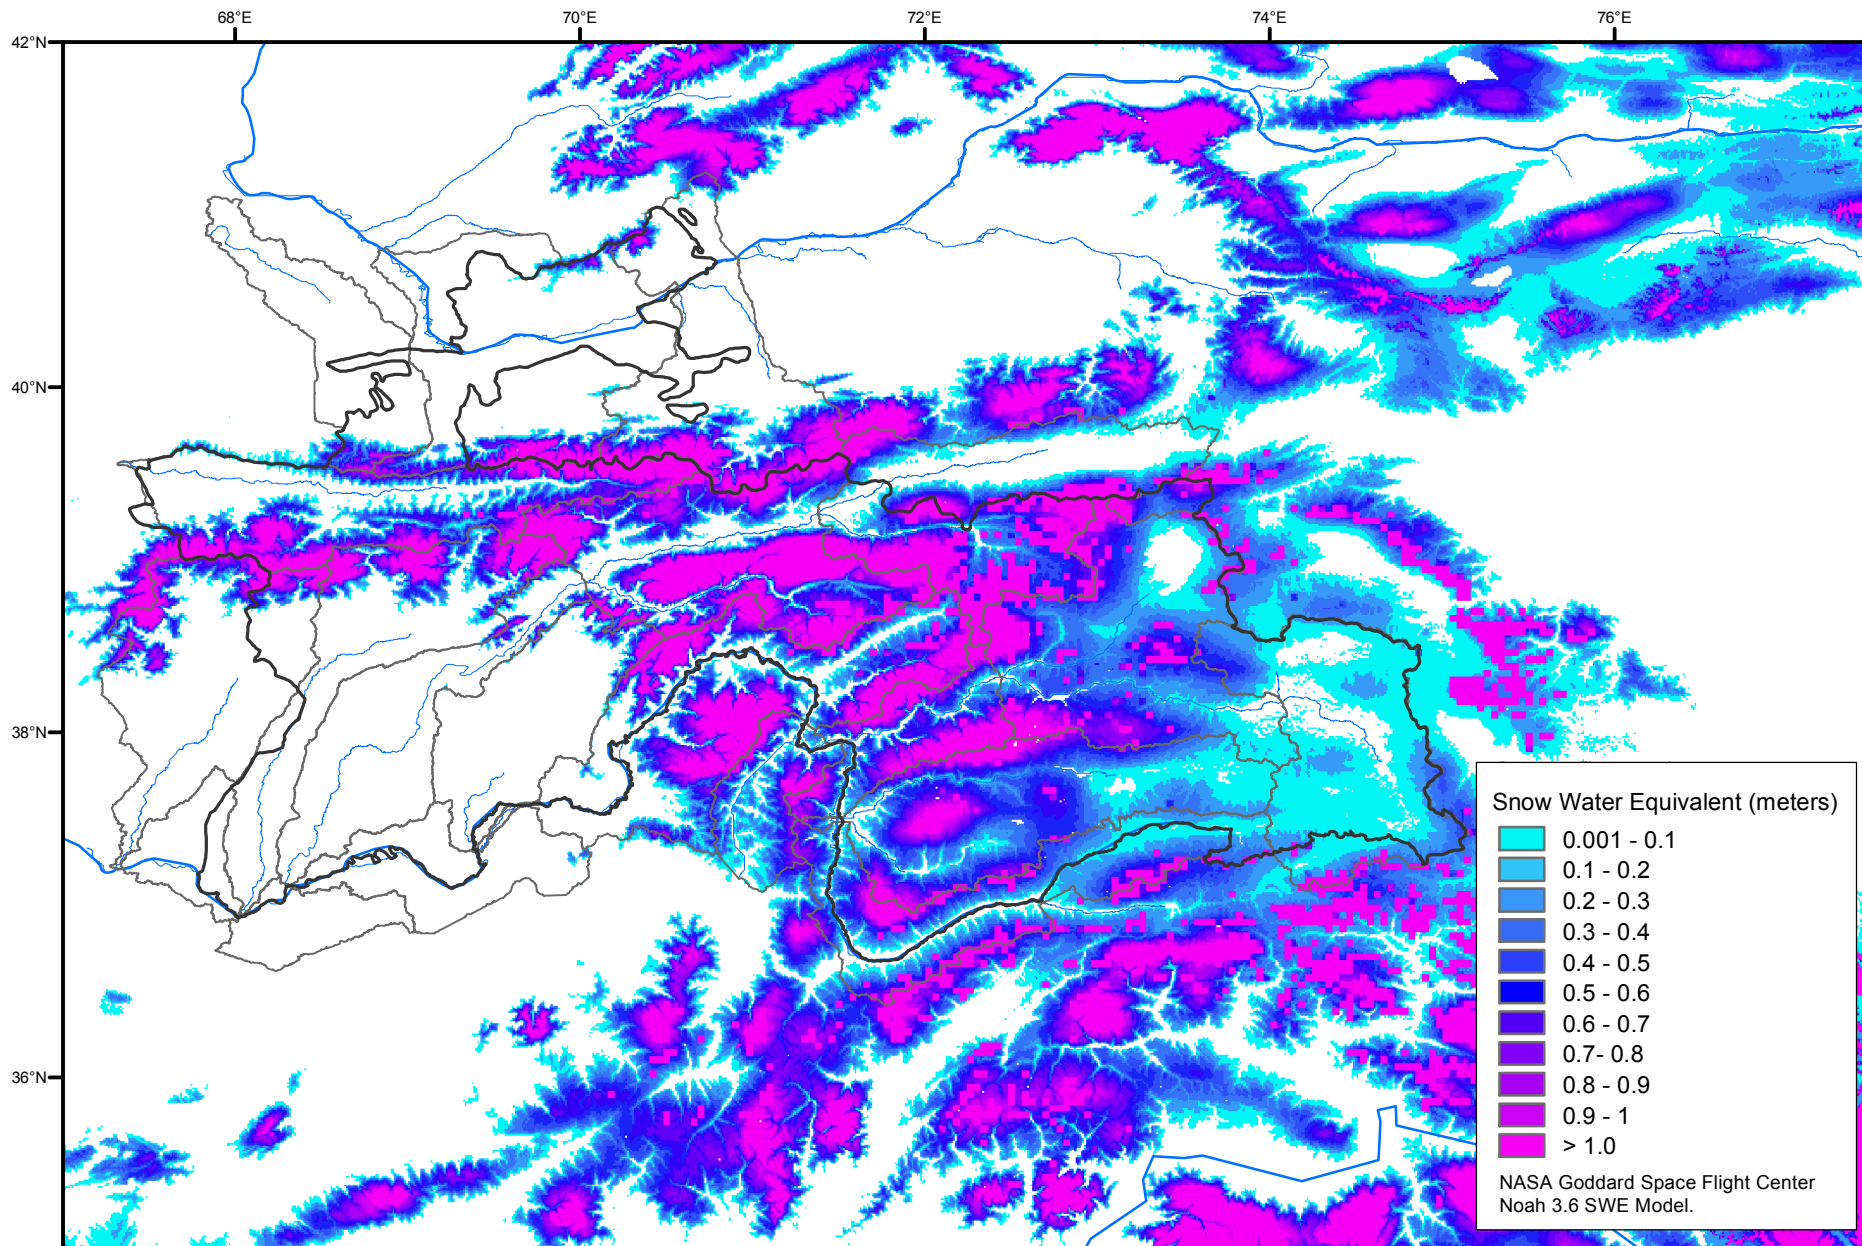 68°E
70°E
72°E
74°E
76°E
42°N
40°N
38°N
36°N
Snow Water Equivalent (meters)
0.001 - 0.1
0.1 - 0.2
0.2 - 0.3
0.3 - 0.4
0.4 - 0.5
0.5 - 0.6
0.6 - 0.7
0.7- 0.8
0.8 - 0.9
0.9 - 1
> 1.0
NASA Goddard Space Flight Center
Noah 3.6 SWE Model.